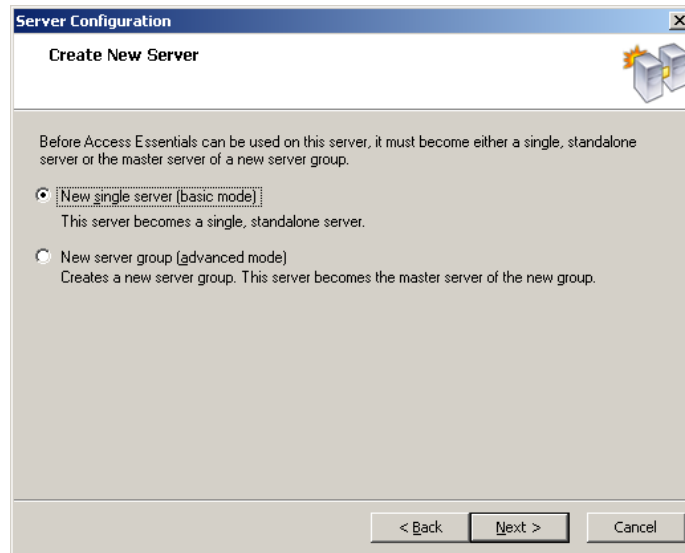 Server Configuration
Create New Server
Before Access Essentials can be used on this server, it must become either a single, standalone
server or the master server of a new server group.
New single server (basic mode)
This server becomes a single, standalone server.
New server group (advanced mode)
Creates a new server group. This server becomes the master server of the new group.
< Back Next > Cancel